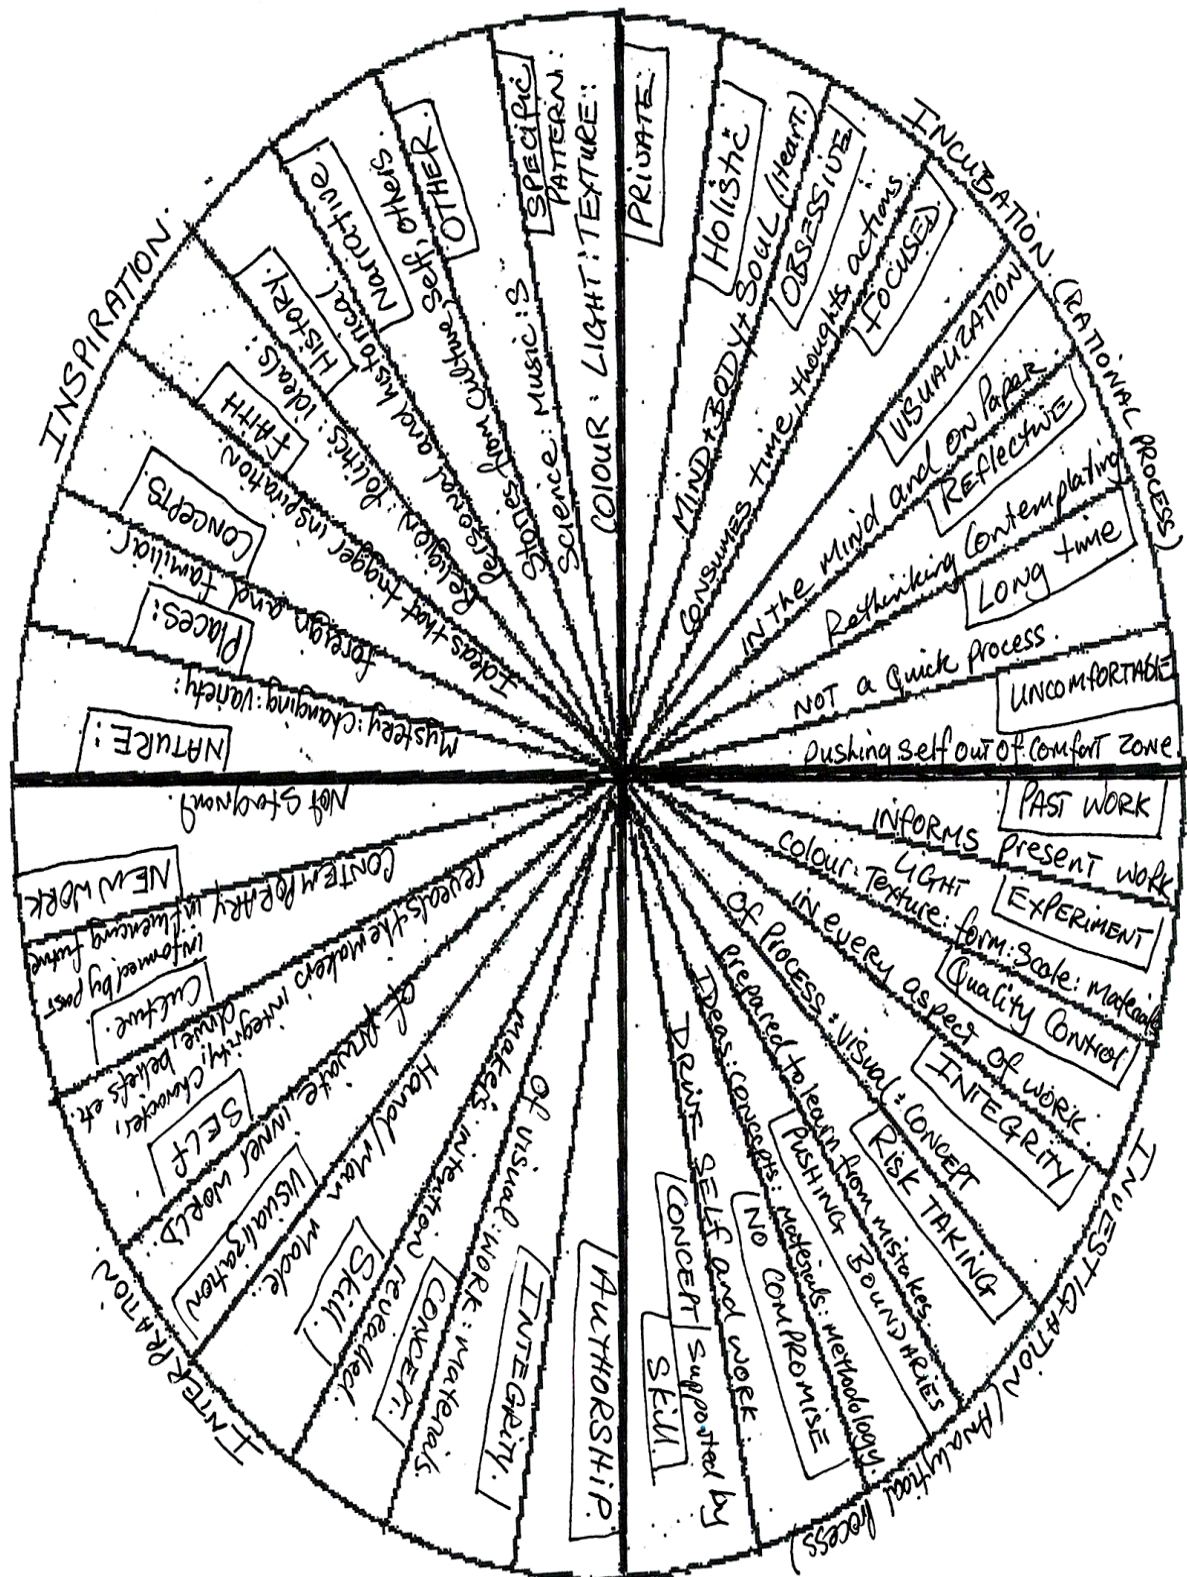 INSPIRATION.
NATURE:
Mystery: Changing: Variety:
Places:
foreign and familiar.
CONCEPTS.
Ideas that trigger inspiration.
FAITH
Religion: Politics: ideals:
HISTORY.
Personal and historical.
Narrative
Stories from Culture, Self, others.
OTHER.
Science: Music: S
SPECIFIC
PATTERN:
COLOUR: LIGHT: TEXTURE::
INCUBATION. (RATIONAL PROCESS)
PRIVATE
Holistic
MIND + BODY + SOUL (Heart.)
OBSESSIVE
CONSUMES time, thoughts, actions.
FOCUSED.
VISUALIZATION
IN THE MIND and ON Paper
REFLECTIVE
Rethinking Contemplating
LONG time
NOT a Quick Process.
UNCOMFORTABLE
Pushing self out of comfort zone.
INVESTIGATION (Analytical Process)
PAST WORK
INFORMS present WORK
EXPERIMENT
LIGHT
Colour: Texture: form: Scale: Materials
Quality CONTROL
in every aspect of work.
INTEGRITY
OF PROCESS: VISUAL: CONCEPT
RISK TAKING
Prepared to learn from mistakes.
PUSHING BOUNDARIES
IDEAS: CONCEPTS: Materials: Methodology.
NO COMPROMISE
DRIVE SELF and WORK.
CONCEPT Supported by
Skill.
INTERPRATION.
AUTHORSHIP.
INTEGRITY.
Of visual: WORK: Materials.
CONCEPT.
Makers: intention revealed.
Skill.
Hand/Man Made.
VISUALIZATION
of private, inner WORLD.
SELF
reveals the Makers integrity, Character,
drive, beliefs etc.
Culture.
CONTEMPORARY influencing future
informed by past
NEW WORK
Not Stagnant.